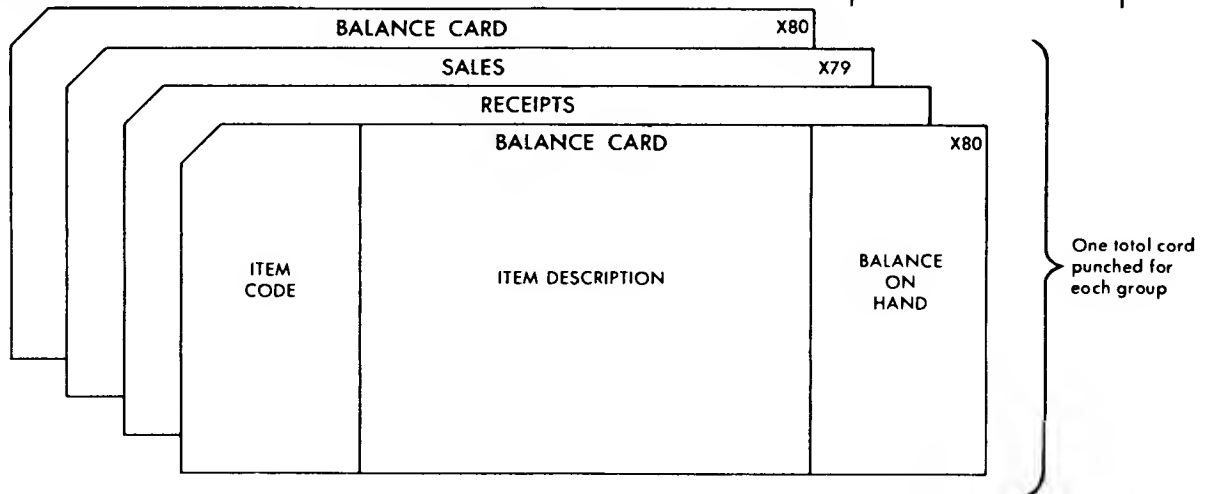 BALANCE CARD X80
SALES X79
RECEIPTS
BALANCE CARD X80
ITEM
CODE
ITEM DESCRIPTION
BALANCE
ON
HAND
One totol cord
punched for
eoch group